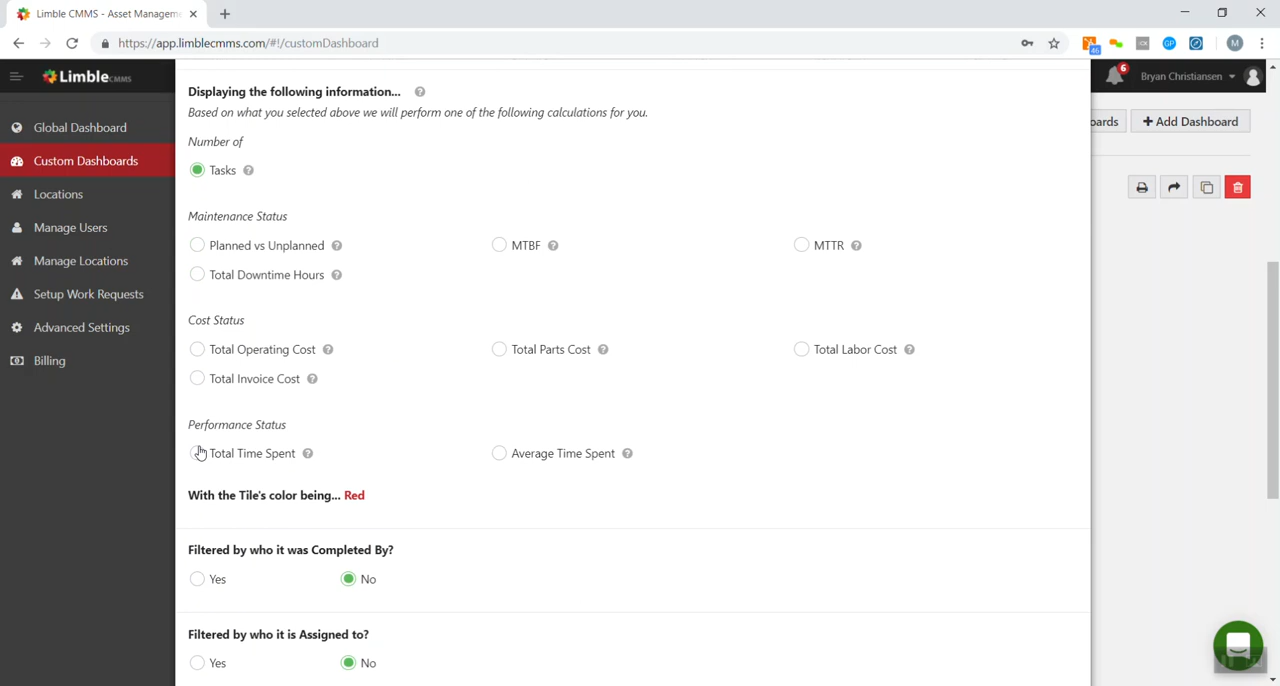 Limble CMMS - Asset Managem
https://app.limblecmms.com/#!/customDashboard
46
GP
M
Limble CMMS
6
Bryan Christiansen
Global Dashboard
Custom Dashboards
Locations
Manage Users
Manage Locations
Setup Work Requests
Advanced Settings
Billing
oards
+ Add Dashboard
Displaying the following information... ?
Based on what you selected above we will perform one of the following calculations for you.
Number of
Tasks ?
Maintenance Status
Planned vs Unplanned ? MTBF ? MTTR ?
Total Downtime Hours ?
Cost Status
Total Operating Cost ? Total Parts Cost ? Total Labor Cost ?
Total Invoice Cost ?
Performance Status
Total Time Spent ? Average Time Spent ?
With the Tile's color being... Red
Filtered by who it was Completed By?
Yes No
Filtered by who it is Assigned to?
Yes No